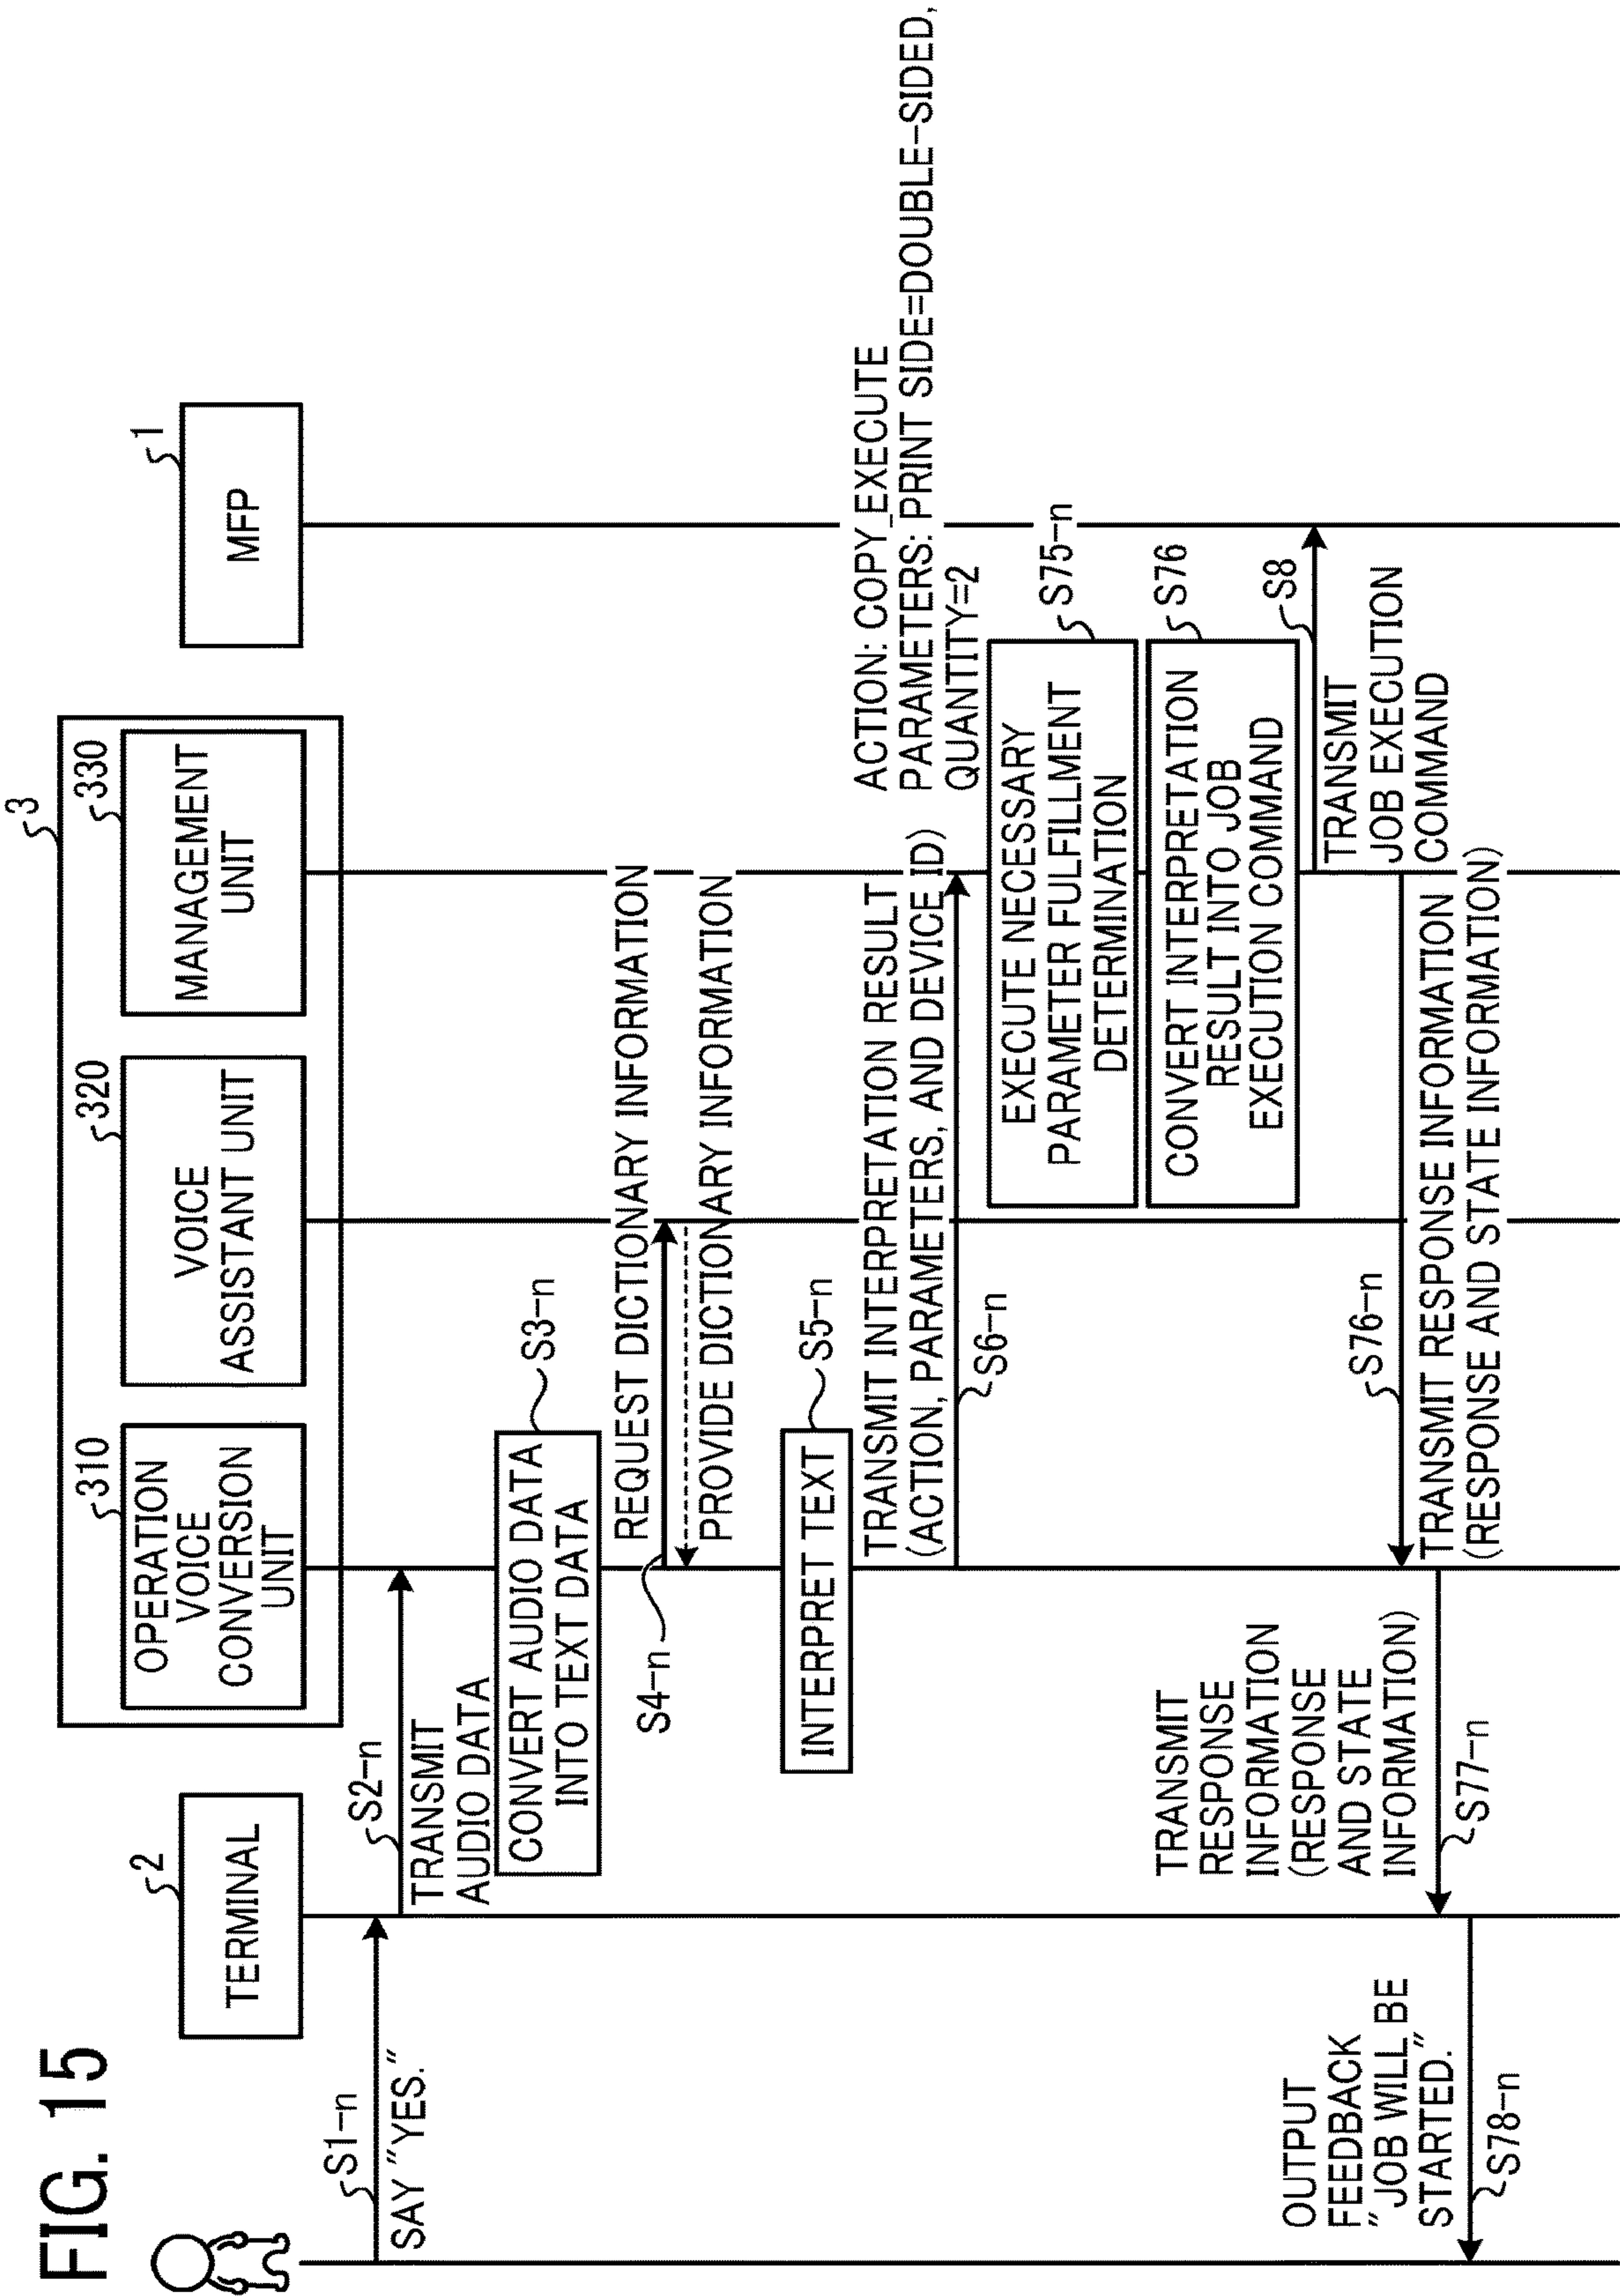 FIG. 15
3
2
310
320
330
1
TERMINAL
OPERATION
VOICE
CONVERSION
UNIT
VOICE
ASSISTANT UNIT
MANAGEMENT
UNIT
MFP
S1-n
SAY "YES."
S2-n
TRANSMIT
AUDIO DATA
CONVERT AUDIO DATA
INTO TEXT DATA
S3-n
REQUEST DICTIONARY INFORMATION
S4-n
PROVIDE DICTIONARY INFORMATION
INTERPRET TEXT
S5-n
TRANSMIT INTERPRETATION RESULT
(ACTION, PARAMETERS, AND DEVICE ID)
S6-n
ACTION: COPY_EXECUTE
PARAMETERS: PRINT SIDE=DOUBLE-SIDED,
QUANTITY=2
EXECUTE NECESSARY
PARAMETER FULFILLMENT
DETERMINATION
S75-n
CONVERT INTERPRETATION
RESULT INTO JOB
EXECUTION COMMAND
S76
S8
TRANSMIT
JOB EXECUTION
COMMAND
S76-n
TRANSMIT RESPONSE INFORMATION
(RESPONSE AND STATE INFORMATION)
TRANSMIT
RESPONSE
INFORMATION
(RESPONSE
AND STATE
INFORMATION)
S77-n
OUTPUT
FEEDBACK
"JOB WILL BE
STARTED."
S78-n